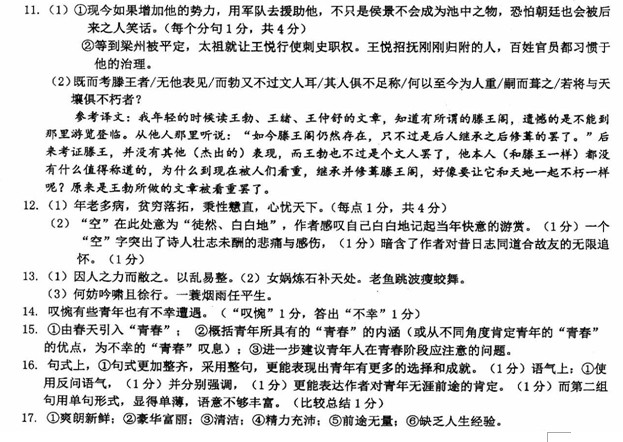 11.（1）①现今如果增加他的势力，用军队去援助他，不只是侯景不会成为池中之物，恐怕朝廷也会被后
来之人笑话。（每个分句1分，共4分）
②等到梁州被平定，太祖就让王悦行使刺史职权。王悦招抚刚刚归附的人，百姓官员都习惯于
他的治理。
（2）既而考滕王者/无他表见/而勃又不过文人耳/其人俱不足称/何以至今为人重/嗣而葺之/若将与天
壤俱不朽者？
参考译文：我年轻的时候读王勃、王绪、王仲舒的文章，知道有所谓的滕王阁，遗憾的是不能到
那里游览登临。从他人那里听说：“如今滕王阁仍然存在，只不过是后人继承之后修葺的罢了。”后
来考证滕王，并没有其他（杰出的）表现，而王勃也不过是个文人罢了，他本人（和滕王一样）都没
有什么值得称道的，为什么到现在被人们看重，继承并修葺滕王阁，好像要让它和天地一起不朽一样
呢？原来是王勃所做的文章被看重罢了。
12.（1）年老多病，贫穷落拓，秉性戆直，心忧天下。（每点1分，共4分）
（2）“空”在此处意为“徒然、白白地”，作者感叹自己白白地记起当年快意的游赏。（1分）一个
“空”字突出了诗人壮志未酬的悲痛与感伤，（1分）暗含了作者对昔日志同道合故友的无限追
怀。（1分）
13.（1）因人之力而敝之。以乱易整。（2）女娲炼石补天处。老鱼跳波瘦蛟舞。
（3）何妨吟啸且徐行。一蓑烟雨任平生。
14. 叹惋有些青年也有不幸遭遇。（“叹惋”1分，答出“不幸”1分）
15. ①由春天引入“青春”； ②概括青年所具有的“青春”的内涵（或从不同角度肯定青年的“青春”
的优点，为不幸的“青春”叹息）；③进一步建议青年人在青春阶段应注意的问题。
16. 句式上，①句式更加整齐，采用整句，更能表现出青年有更多的选择和成就。（1分）语气上：①使
用反问语气，（1分）并分别强调，（1分）更能表达作者对青年无涯前途的肯定。（1分）而第二组
句用单句形式，显得单薄，语意不够丰富。（比较总结1分）
17. ①爽朗新鲜；②豪华富丽；③清洁；④精力充沛；⑤前途无量；⑥缺乏人生经验。